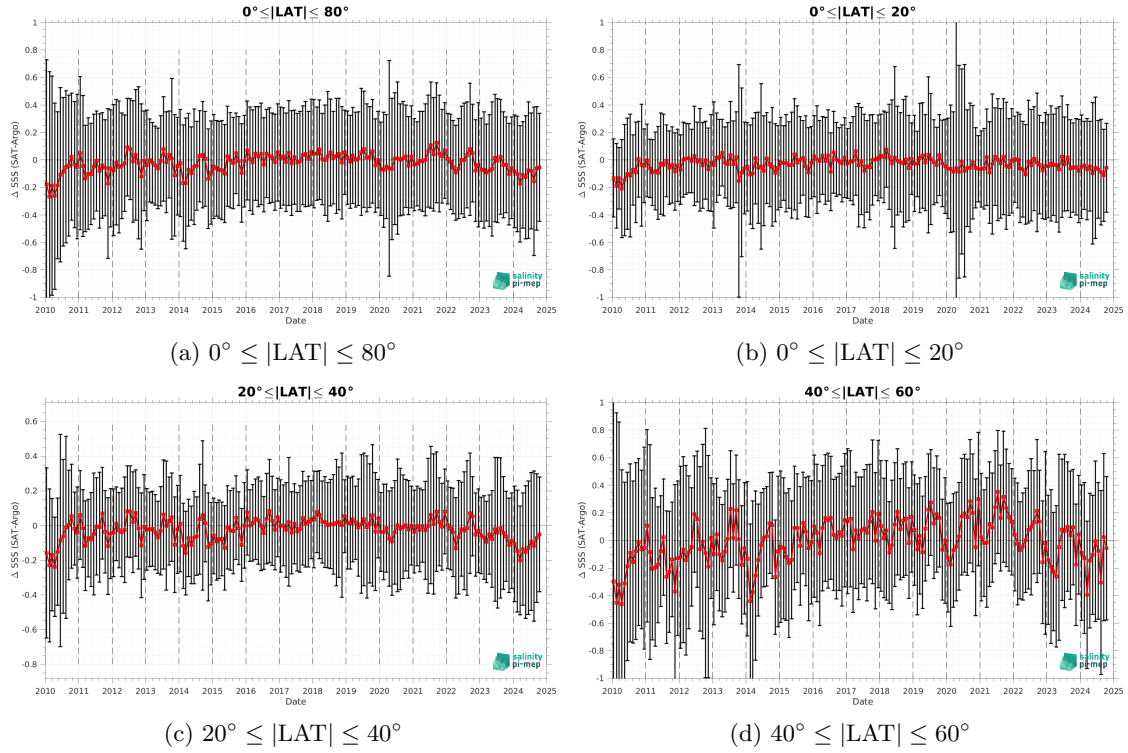 0°≤|LAT|≤ 80°
1
0.8
0.6
0.4
0.2
0
-0.2
-0.4
-0.6
-0.8
-1
Δ SSS (SAT-Argo)
2010 2011 2012 2013 2014 2015 2016 2017 2018 2019 2020 2021 2022 2023 2024 2025
Date
salinity
pi-mep
(a) 0° ≤ |LAT| ≤ 80°
0°≤|LAT|≤ 20°
1
0.8
0.6
0.4
0.2
0
-0.2
-0.4
-0.6
-0.8
-1
Δ SSS (SAT-Argo)
2010 2011 2012 2013 2014 2015 2016 2017 2018 2019 2020 2021 2022 2023 2024 2025
Date
salinity
pi-mep
(b) 0° ≤ |LAT| ≤ 20°
20°≤|LAT|≤ 40°
0.6
0.4
0.2
0
-0.2
-0.4
-0.6
-0.8
Δ SSS (SAT-Argo)
2010 2011 2012 2013 2014 2015 2016 2017 2018 2019 2020 2021 2022 2023 2024 2025
Date
salinity
pi-mep
(c) 20° ≤ |LAT| ≤ 40°
40°≤|LAT|≤ 60°
1
0.8
0.6
0.4
0.2
0
-0.2
-0.4
-0.6
-0.8
-1
Δ SSS (SAT-Argo)
2010 2011 2012 2013 2014 2015 2016 2017 2018 2019 2020 2021 2022 2023 2024 2025
Date
salinity
pi-mep
(d) 40° ≤ |LAT| ≤ 60°